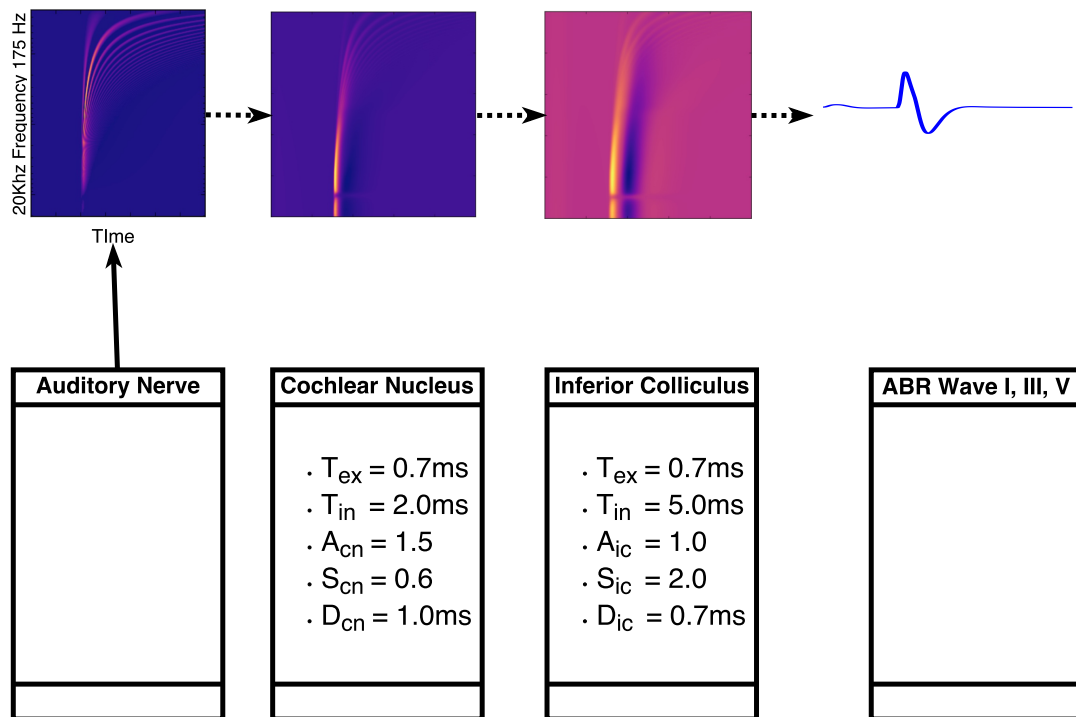 20Khz Frequency 175 Hz
TIme
Auditory Nerve
Cochlear Nucleus
Inferior Colliculus
ABR Wave I, III, V
. Tex = 0.7ms
. Tin = 2.0ms
. Acn = 1.5
. Scn = 0.6
. Dcn = 1.0ms
. Tex = 0.7ms
. Tin = 5.0ms
. Aic = 1.0
. Sic = 2.0
. Dic = 0.7ms